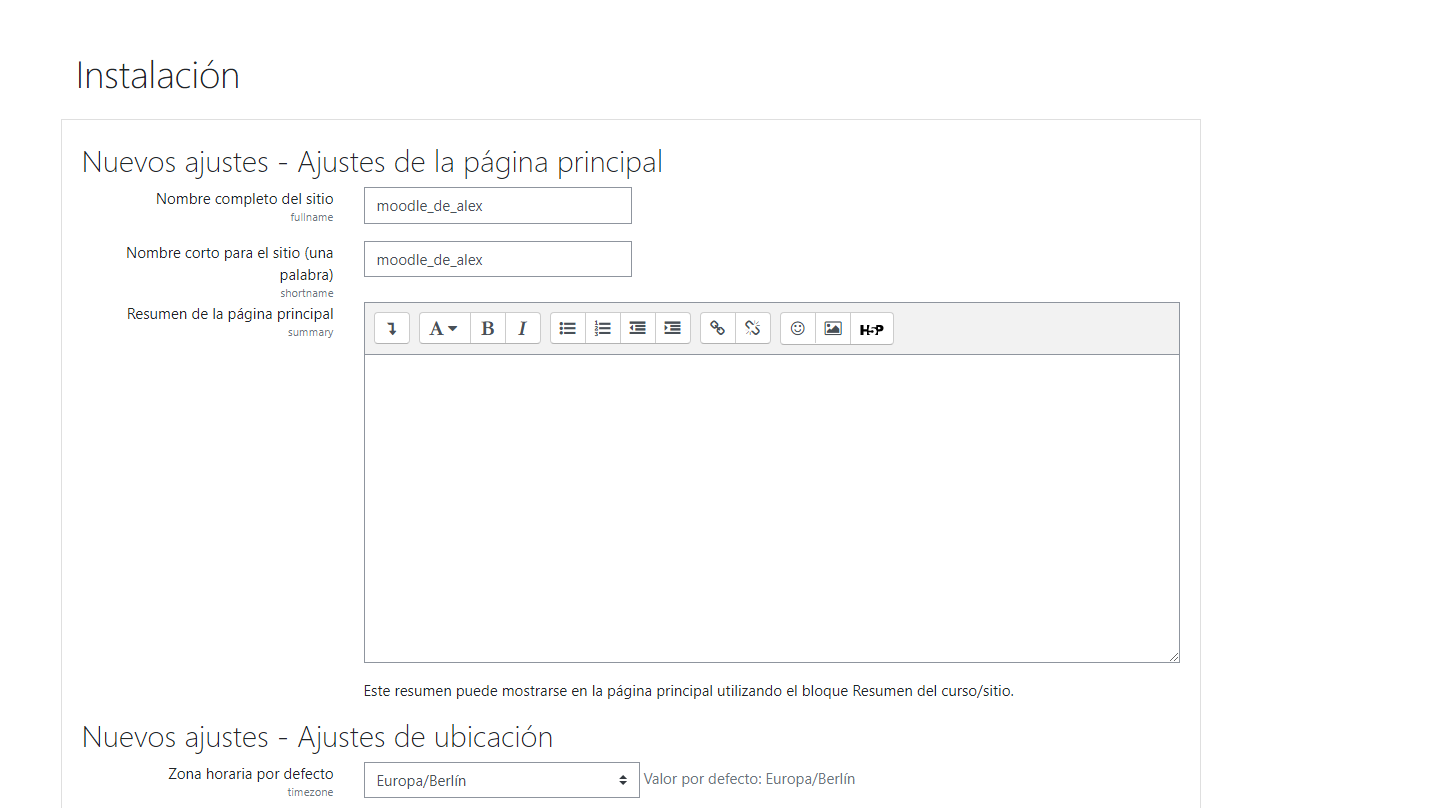 Instalación
Nuevos ajustes - Ajustes de la página principal
Nombre completo del sitio
fullname
moodle_de_alex
Nombre corto para el sitio (una
palabra)
shortname
moodle_de_alex
Resumen de la página principal
summary
A B I H5P
Este resumen puede mostrarse en la página principal utilizando el bloque Resumen del curso/sitio.
Nuevos ajustes - Ajustes de ubicación
Zona horaria por defecto
timezone
Europa/Berlín
Valor por defecto: Europa/Berlín